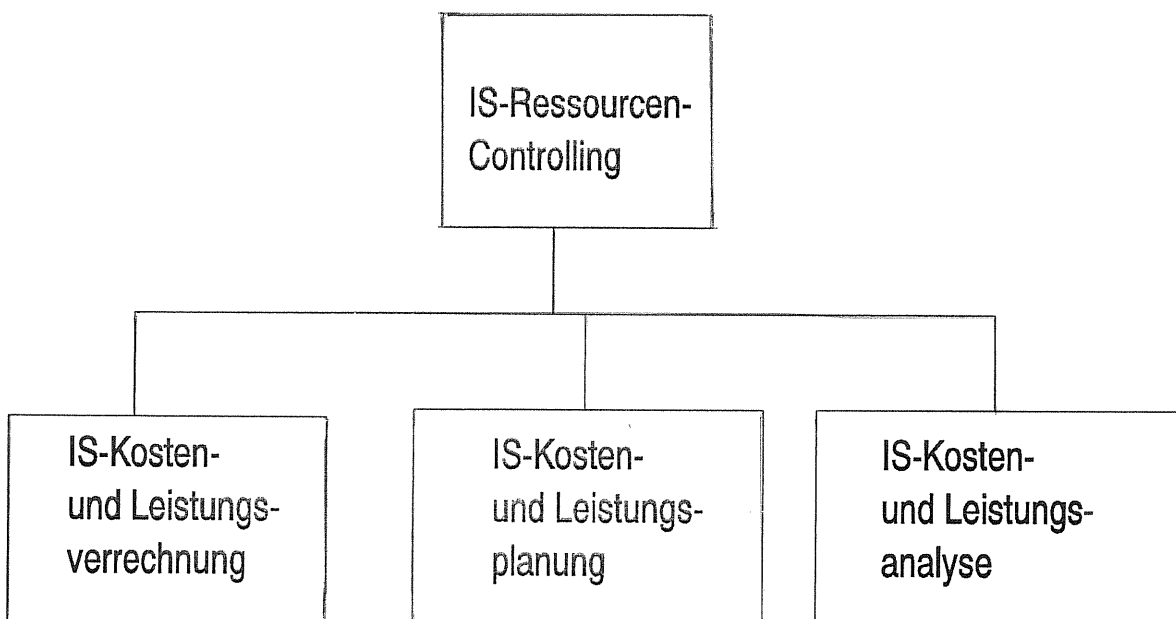 IS-Ressourcen-
Controlling
IS-Kosten-
und Leistungs-
verrechnung
IS-Kosten-
und Leistungs-
planung
IS-Kosten-
und Leistungs-
analyse